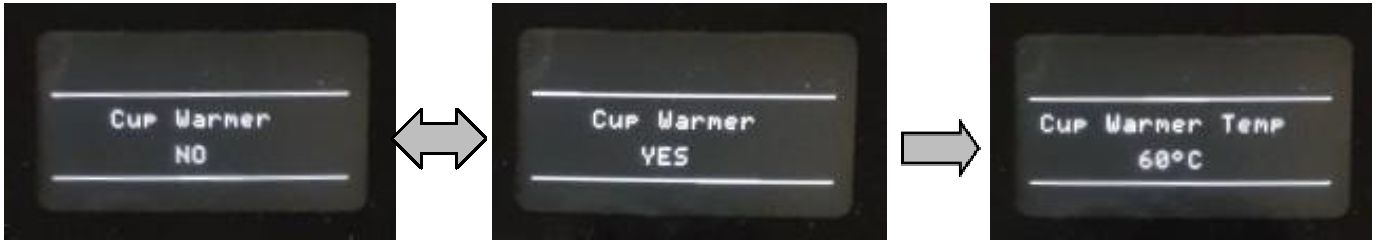 Cup Warmer
NO
Cup Warmer
YES
Cup Warmer Temp
60°C